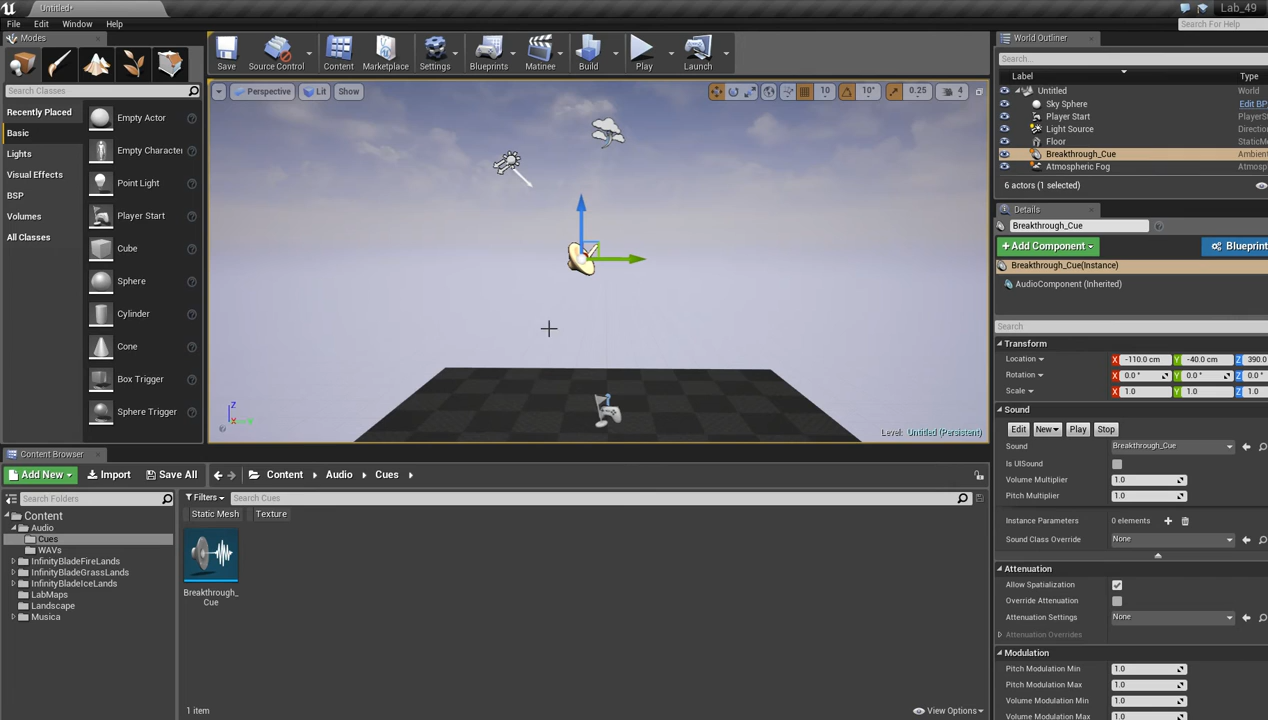 Untitled*
Lab_49
File Edit Window Help
Search For Help
Modes
Search Classes
Recently Placed
Basic
Lights
Visual Effects
BSP
Volumes
All Classes
Empty Actor
Empty Character
Point Light
Player Start
Cube
Sphere
Cylinder
Cone
Box Trigger
Sphere Trigger
Save Source Control Content Marketplace Settings Blueprints Matinee Build Play Launch
Perspective Lit Show
10 10° 0.25 4
Z
Level: Untitled (Persistent)
World Outliner
Search...
Label Type
Untitled World
Sky Sphere Edit BP
Player Start PlayerSt
Light Source Directio
Floor StaticMe
Breakthrough_Cue Ambient
Atmospheric Fog Atmosp
6 actors (1 selected)
Details
Breakthrough_Cue
+Add Component Blueprint
Breakthrough_Cue(Instance)
AudioComponent (Inherited)
Search
Transform
Location X -110.0 cm Y -40.0 cm Z 390.0
Rotation X 0.0 ° Y 0.0 ° Z 0.0 °
Scale X 1.0 Y 1.0 Z 1.0
Sound
Edit New Play Stop
Sound Breakthrough_Cue
Is UISound
Volume Multiplier 1.0
Pitch Multiplier 1.0
Instance Parameters 0 elements
Sound Class Override None
Attenuation
Allow Spatialization
Override Attenuation
Attenuation Settings None
Attenuation Overrides
Modulation
Pitch Modulation Min 1.0
Pitch Modulation Max 1.0
Volume Modulation Min 1.0
Volume Modulation Max 1.0
Content Browser
Add New Import Save All Content Audio Cues
Search Folders
Content
Audio
Cues
WAVs
InfinityBladeFireLands
InfinityBladeGrassLands
InfinityBladeIceLands
LabMaps
Landscape
Musica
Filters Search Cues
Static Mesh Texture
Breakthrough_
Cue
1 item
View Options